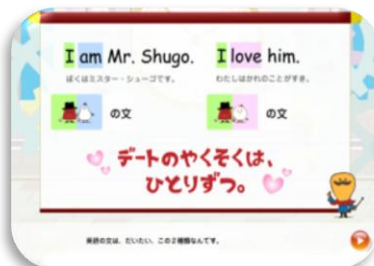 I am Mr. Shugo.
ぼくはミスター・シューゴです。
の文
I love him.
わたしはかれのことがすき。
の文
デートのやくそくは、
ひとりずつ。
英語の文は、だいたい、この2種類なんです。